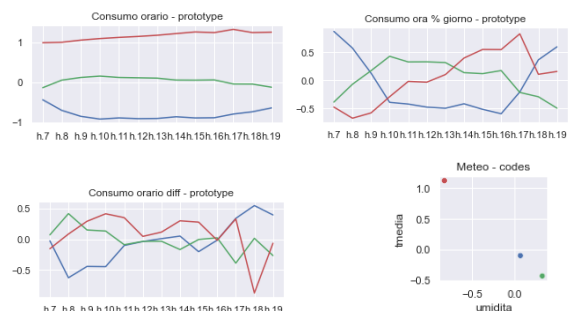 Consumo orario - prototype
1
0
−1
h.7 h.8 h.9 h.10 h.11 h.12 h.13 h.14 h.15 h.16 h.17 h.18 h.19
Consumo ora % giorno - prototype
0.5
0.0
−0.5
h.7 h.8 h.9 h.10 h.11 h.12 h.13 h.14 h.15 h.16 h.17 h.18 h.19
Consumo orario diff - prototype
0.5
0.0
−0.5
h.7 h.8 h.9 h.10 h.11 h.12 h.13 h.14 h.15 h.16 h.17 h.18 h.19
Meteo - codes
tmedia
1.0
0.5
0.0
−0.5
−0.5 0.0
umidita